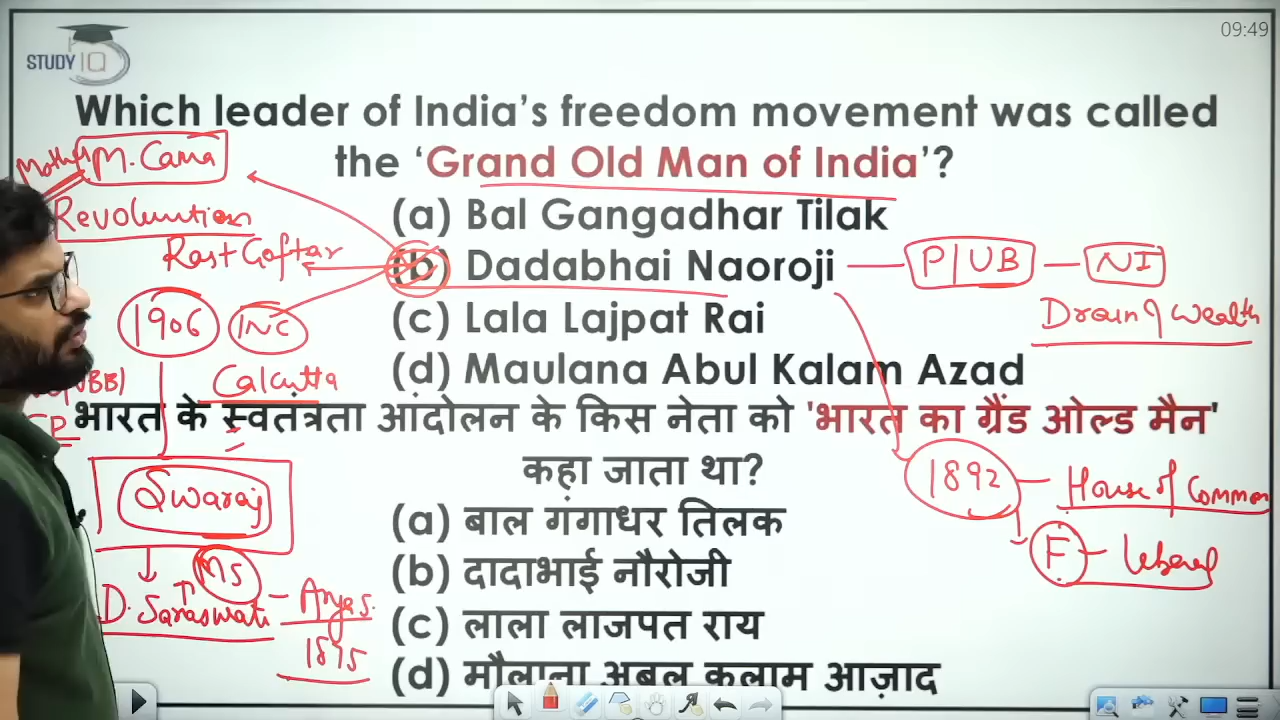 09:49
STUDY IQ
Which leader of India's freedom movement was called
the 'Grand Old Man of India'?
M. Cama
(a) Bal Gangadhar Tilak
Rast Goftar
(b) Dadabhai Naoroji
P/UB
NI
Drain of Wealth
1906
INC
(c) Lala Lajpat Rai
Calcutta
(d) Maulana Abul Kalam Azad
भारत के स्वतंत्रता आंदोलन के किस नेता को 'भारत का ग्रैंड ओल्ड मैन'
कहा जाता था?
1892
House of Common
Swaraj
(a) बाल गंगाधर तिलक
MS
F
(b) दादाभाई नौरोजी
D. Saraswati
Arya S.
(c) लाला लाजपत राय
1875
(d) मौलाना अबुल कलाम आज़ाद